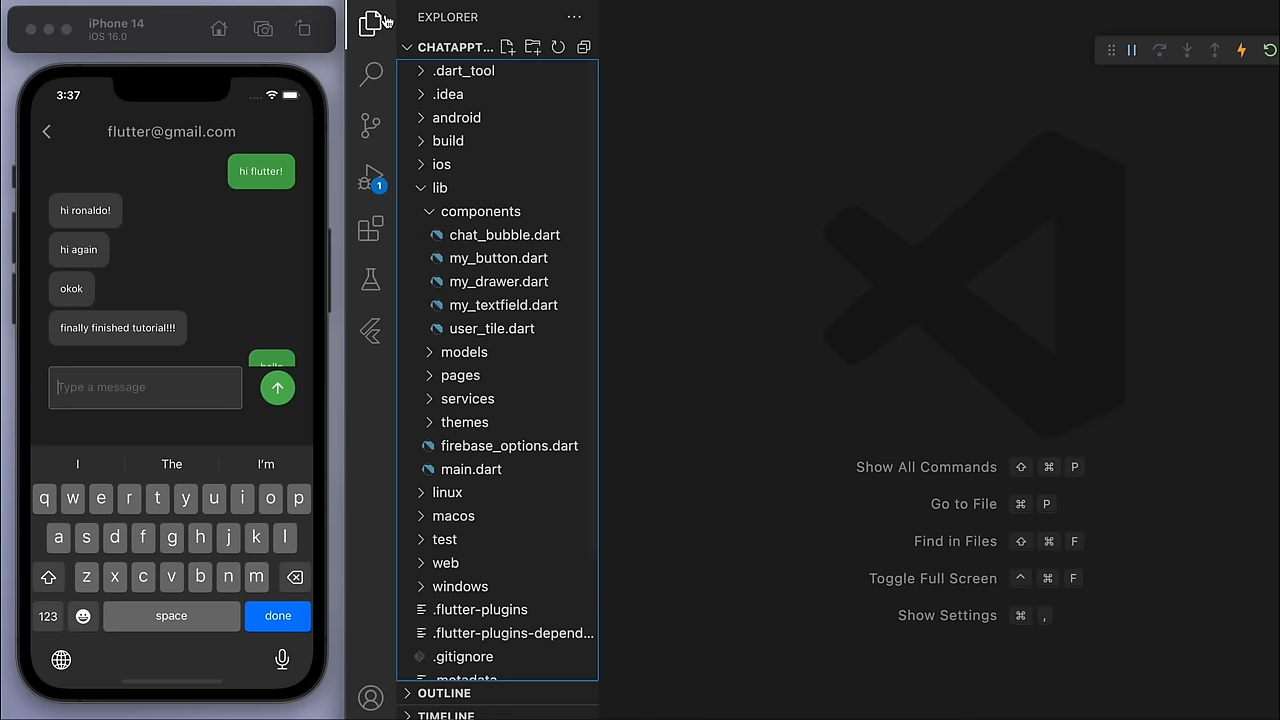 iPhone 14
iOS 16.0
3:37
flutter@gmail.com
hi flutter!
hi ronaldo!
hi again
okok
finally finished tutorial!!!
hello
Type a message
I
The
I'm
q w e r t y u i o p
a s d f g h j k l
z x c v b n m
123
space
done
EXPLORER
CHATAPPT...
.dart_tool
.idea
android
build
ios
lib
components
chat_bubble.dart
my_button.dart
my_drawer.dart
my_textfield.dart
user_tile.dart
models
pages
services
themes
firebase_options.dart
main.dart
linux
macos
test
web
windows
.flutter-plugins
.flutter-plugins-depend...
.gitignore
.metadata
OUTLINE
TIMELINE
1
Show All Commands ⇧ ⌘ P
Go to File ⌘ P
Find in Files ⇧ ⌘ F
Toggle Full Screen ^ ⌘ F
Show Settings ⌘ ,